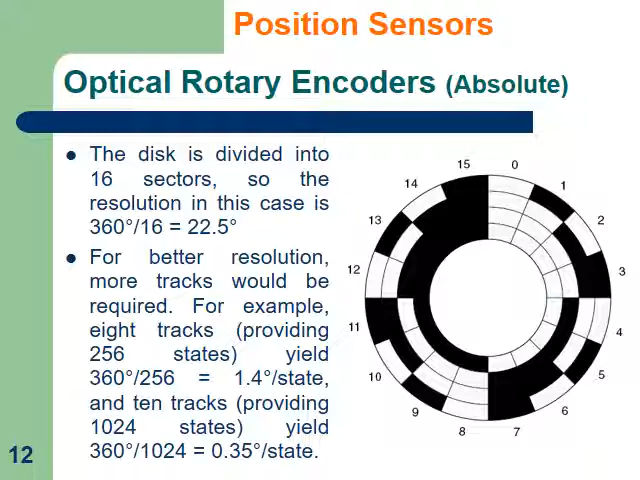 Position Sensors
Optical Rotary Encoders (Absolute)
The disk is divided into
16 sectors, so the
resolution in this case is
360°/16 = 22.5°
For better resolution,
more tracks would be
required. For example,
eight tracks (providing
256 states) yield
360°/256 = 1.4°/state,
and ten tracks (providing
1024 states) yield
360°/1024 = 0.35°/state.
12
0
1
2
3
4
5
6
7
8
9
10
11
12
13
14
15